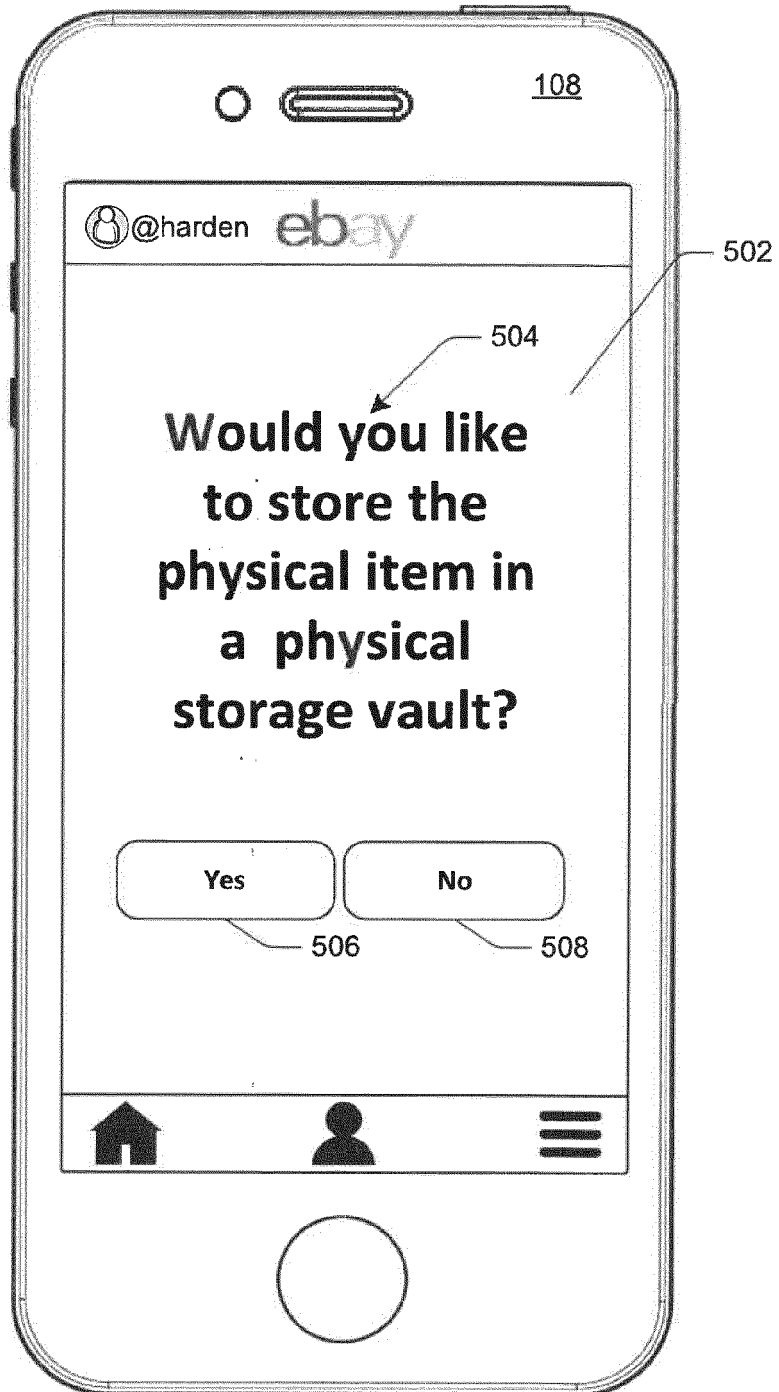 108
@harden ebay
502
504
Would you like
to store the
physical item in
a physical
storage vault?
Yes No
506 508